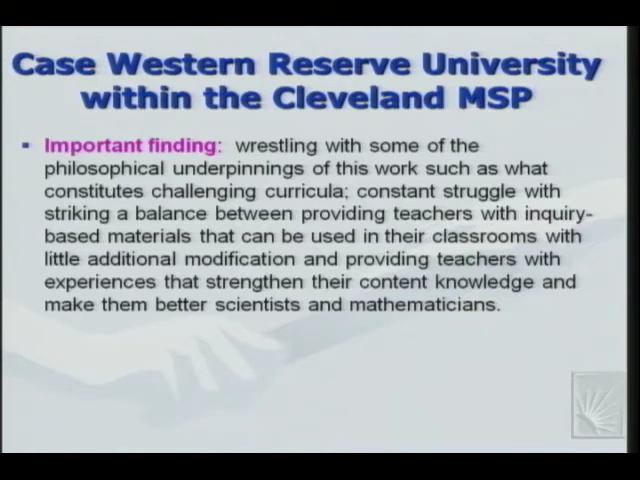 Case Western Reserve University
within the Cleveland MSP
Important finding: wrestling with some of the
philosophical underpinnings of this work such as what
constitutes challenging curricula; constant struggle with
striking a balance between providing teachers with inquiry-
based materials that can be used in their classrooms with
little additional modification and providing teachers with
experiences that strengthen their content knowledge and
make them better scientists and mathematicians.